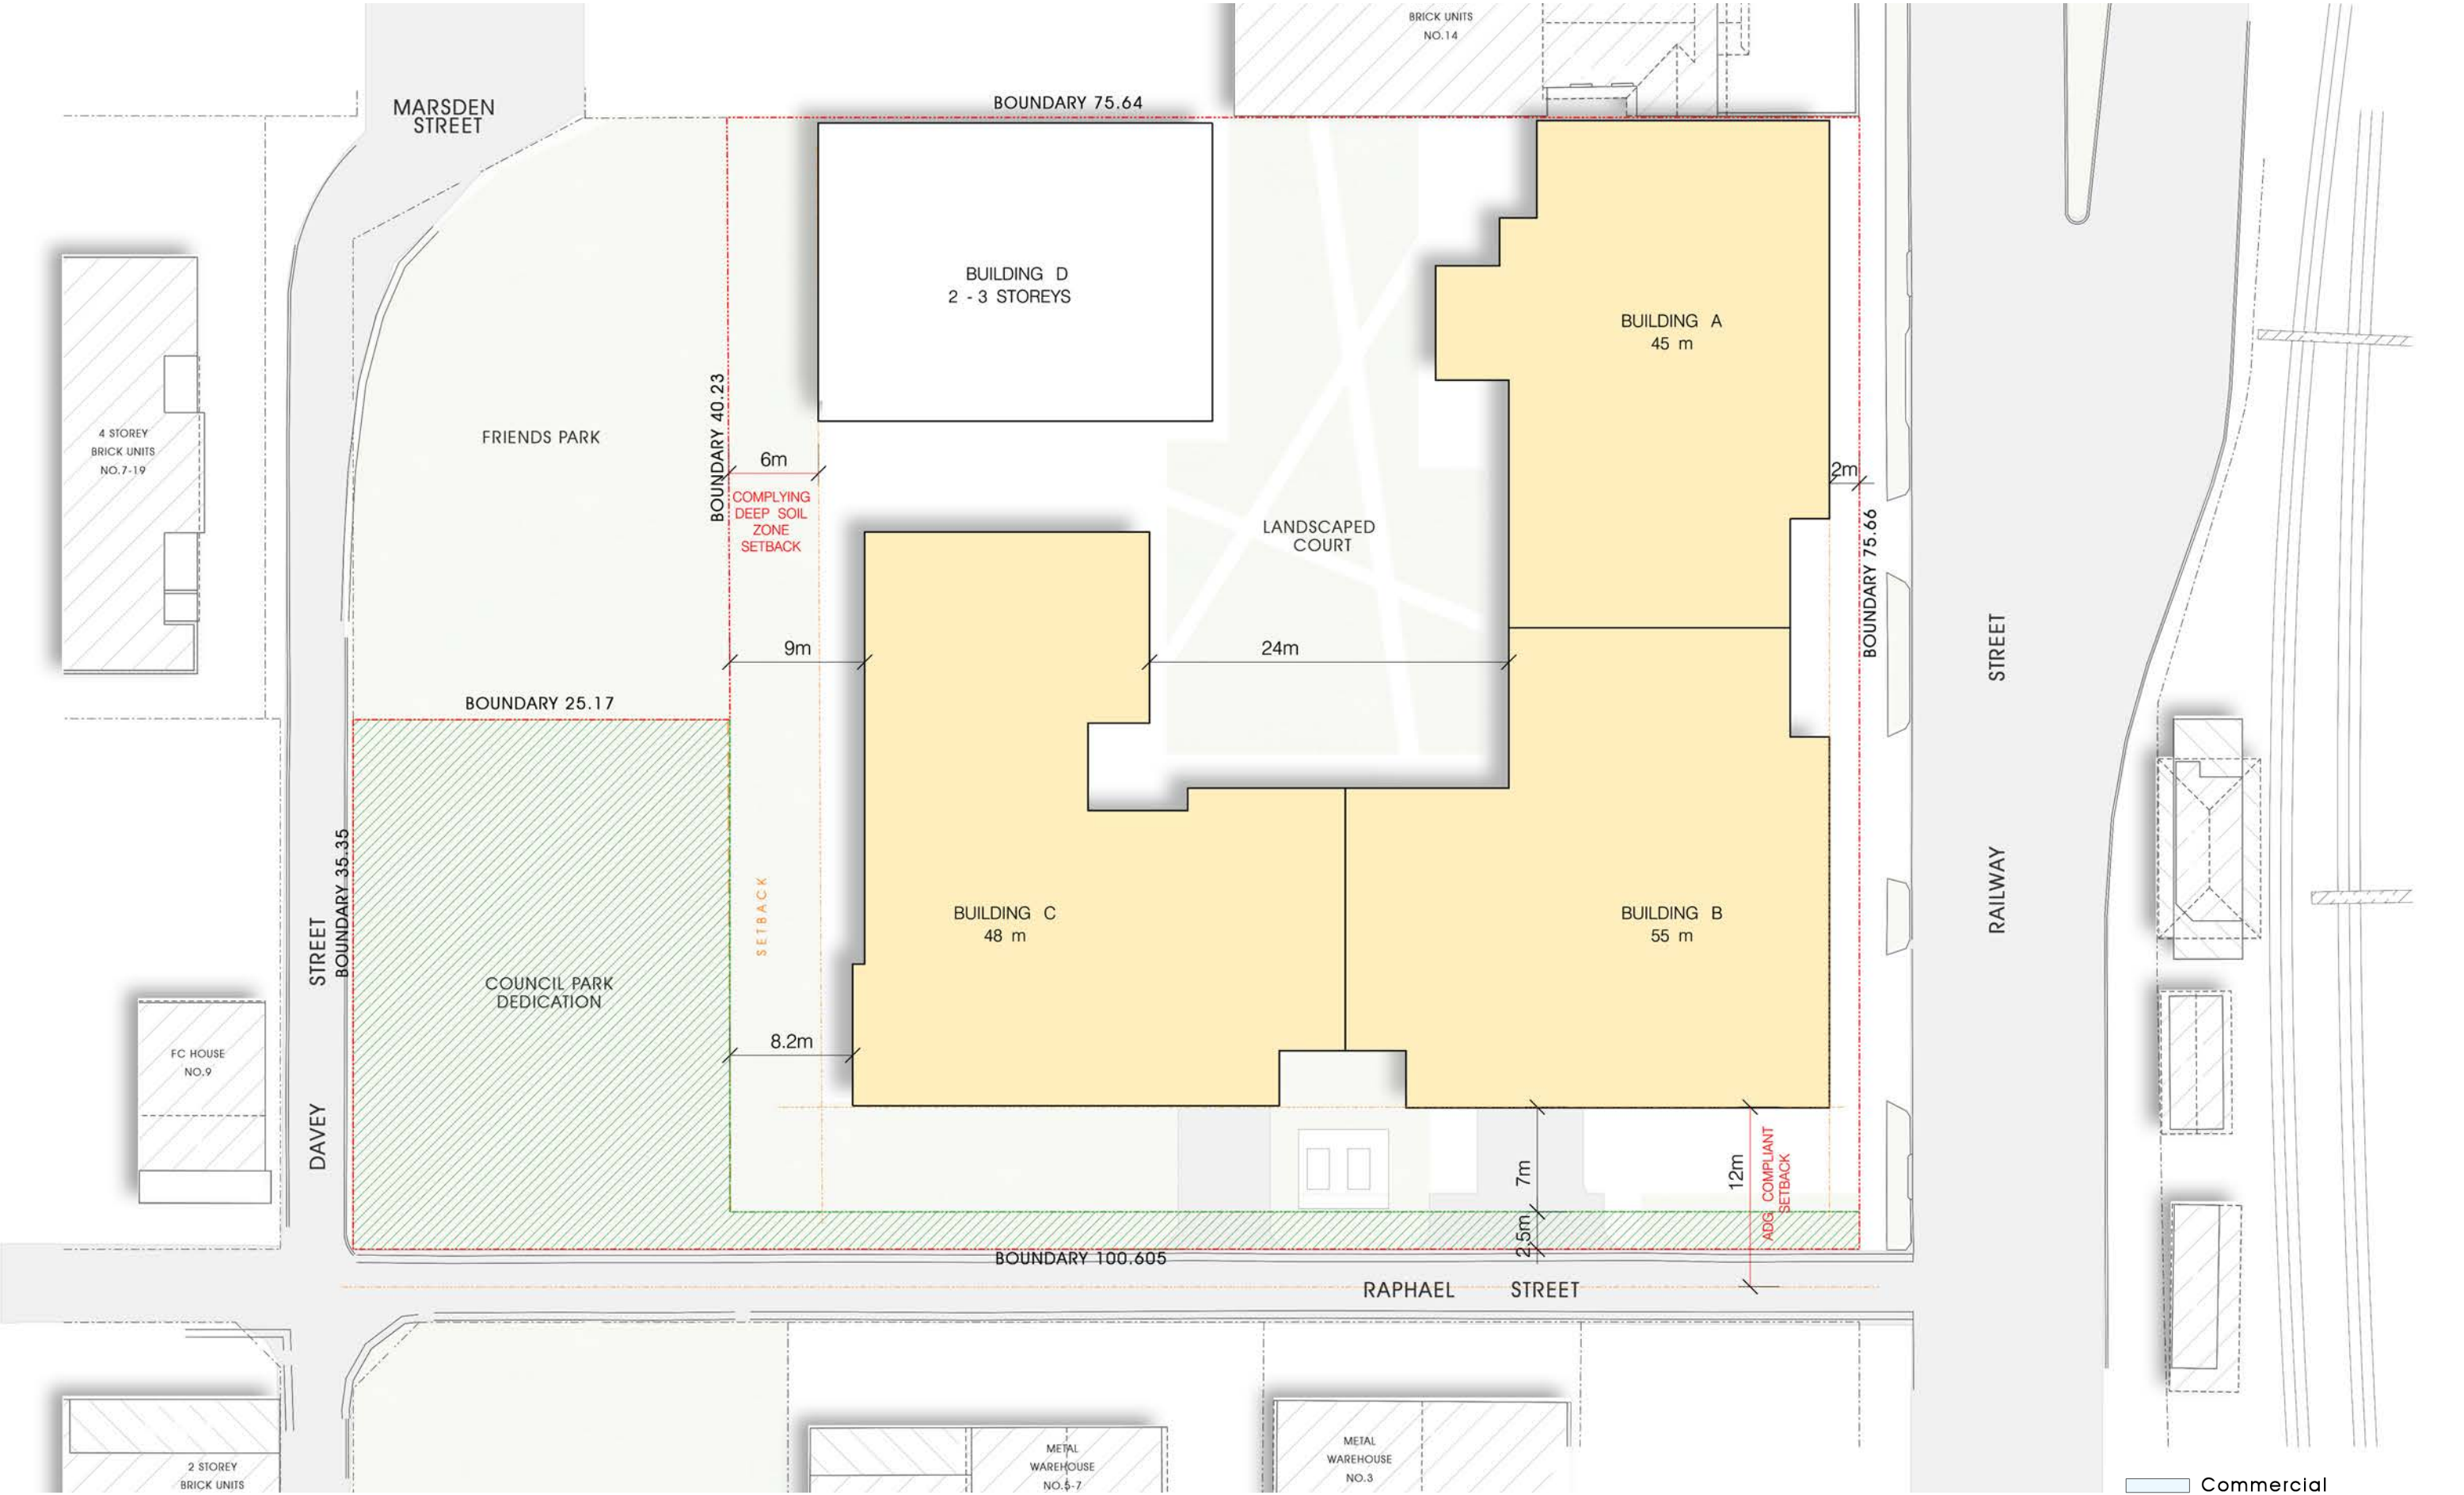 BRICK UNITS
NO.14
MARSDEN
STREET
BOUNDARY 75.64
BUILDING D
2 - 3 STOREYS
BUILDING A
45 m
4 STOREY
BRICK UNITS
NO.7-19
FRIENDS PARK
BOUNDARY 40.23
6m
COMPLYING
DEEP SOIL
ZONE
SETBACK
LANDSCAPED
COURT
2m
BOUNDARY 75.66
9m
24m
STREET
RAILWAY
BOUNDARY 25.17
BOUNDARY 35.35
STREET
DAVEY
SETBACK
BUILDING C
48 m
BUILDING B
55 m
COUNCIL PARK
DEDICATION
FC HOUSE
NO.9
8.2m
7m
2.5m
12m
ADG COMPLIANT
SETBACK
BOUNDARY 100.605
RAPHAEL STREET
2 STOREY
BRICK UNITS
METAL
WAREHOUSE
NO.5-7
METAL
WAREHOUSE
NO.3
Commercial